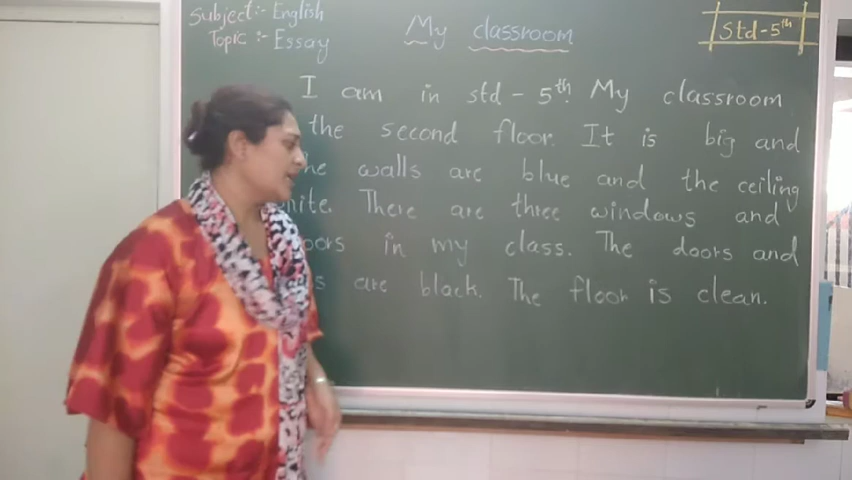 Subject:- English
Topic :- Essay
My classroom
Std-5th
I am in std - 5th. My classroom
the second floor. It is big and
walls are blue and the ceiling
There are three windows and
in my class. The doors and
are black. The floor is clean.